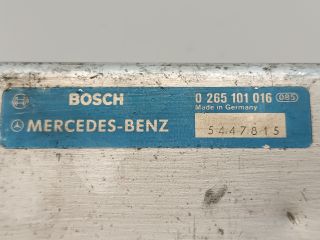 BOSCH 0 265 101 016 085
Made in Germany
MERCEDES-BENZ 5447815